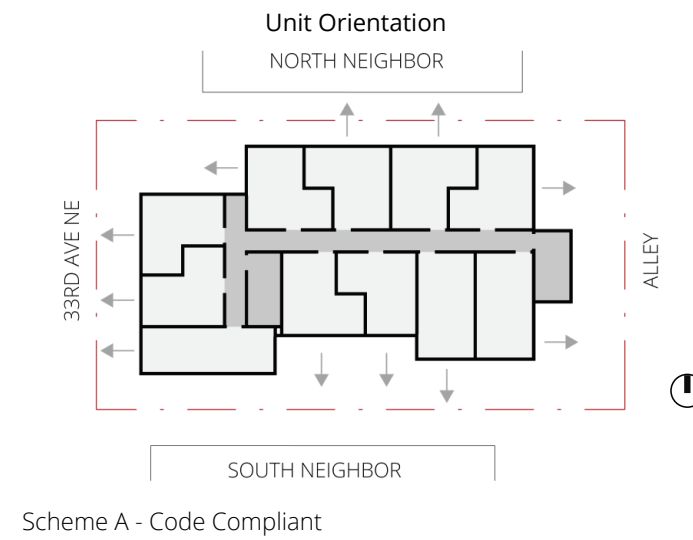 Unit Orientation
NORTH NEIGHBOR
33RD AVE NE
ALLEY
SOUTH NEIGHBOR
Scheme A - Code Compliant